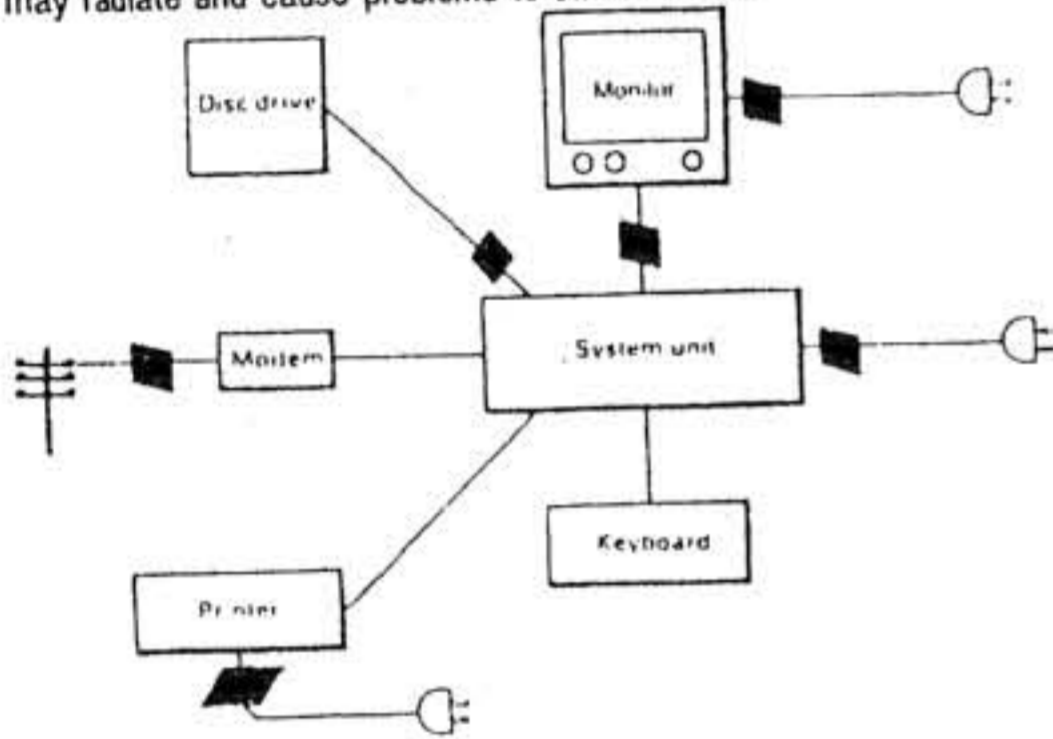 may radiate and cause problems to
Disc drive
Monitor
Modem
System unit
Keyboard
Printer